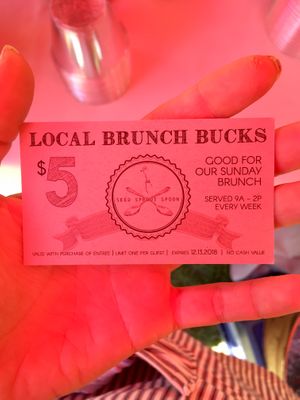 LOCAL BRUNCH BUCKS
$5
SEED SPROUT SPOON
GOOD FOR
OUR SUNDAY
BRUNCH
SERVED 9A - 2P
EVERY WEEK
VALID WITH PURCHASE OF ENTREE | LIMIT ONE PER GUEST | EXPIRES 12.13.2018 | NO CASH VALUE